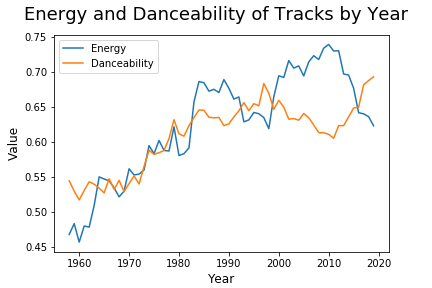 Energy and Danceability of Tracks by Year
Energy
Danceability
Value
0.75
0.70
0.65
0.60
0.55
0.50
0.45
1960
1970
1980
1990
2000
2010
2020
Year